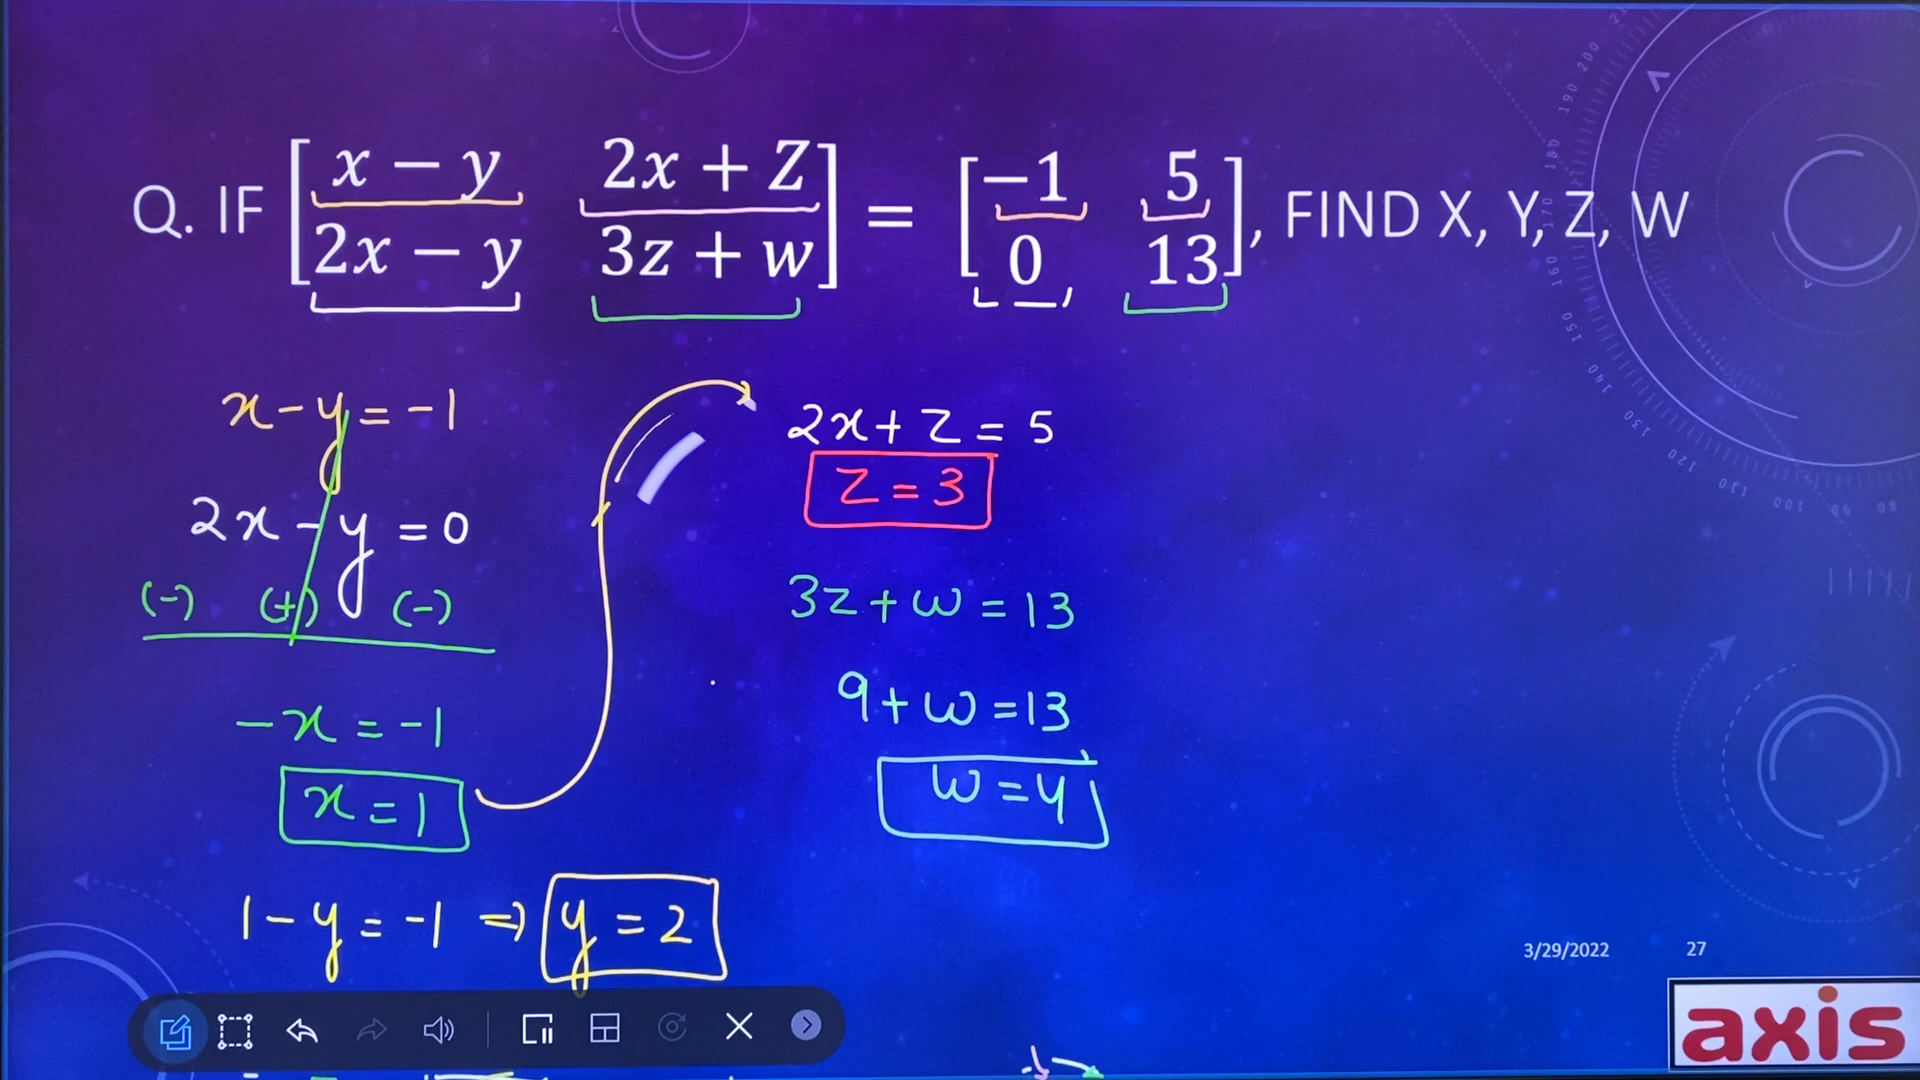 Q. IF [x − y 2x + Z 2x − y 3z + w] = [−1 5 0 13], FIND X, Y, Z, W
x - y = -1
2x - y = 0
(-) (+) (-)
-x = -1
x = 1
1 - y = -1 ⇒ y = 2
2x + z = 5
z = 3
3z + w = 13
9 + w = 13
w = 4
3/29/2022 27
axis